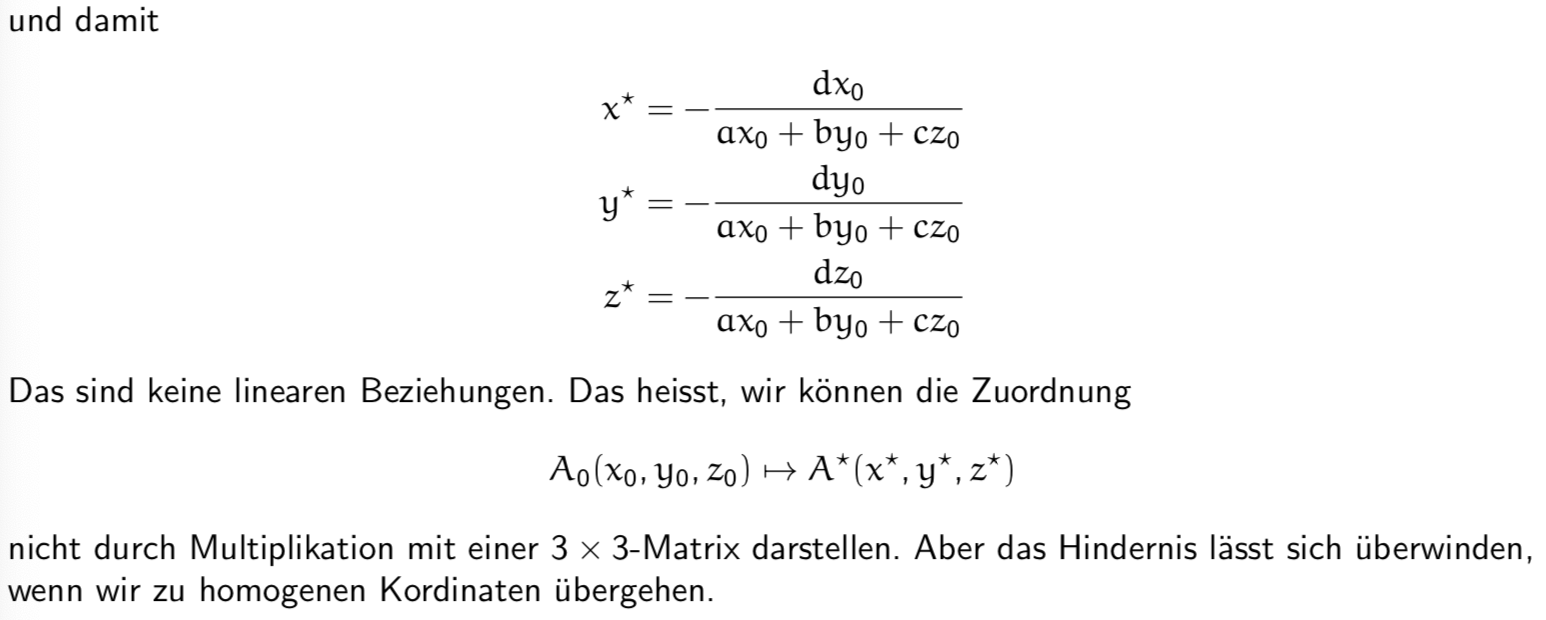 und damit
x⋆ = − dx₀ / (ax₀ + by₀ + cz₀)
y⋆ = − dy₀ / (ax₀ + by₀ + cz₀)
z⋆ = − dz₀ / (ax₀ + by₀ + cz₀)
Das sind keine linearen Beziehungen. Das heisst, wir können die Zuordnung
A₀(x₀, y₀, z₀) ↦ A⋆(x⋆, y⋆, z⋆)
nicht durch Multiplikation mit einer 3 × 3-Matrix darstellen. Aber das Hindernis lässt sich überwinden,
wenn wir zu homogenen Kordinaten übergehen.